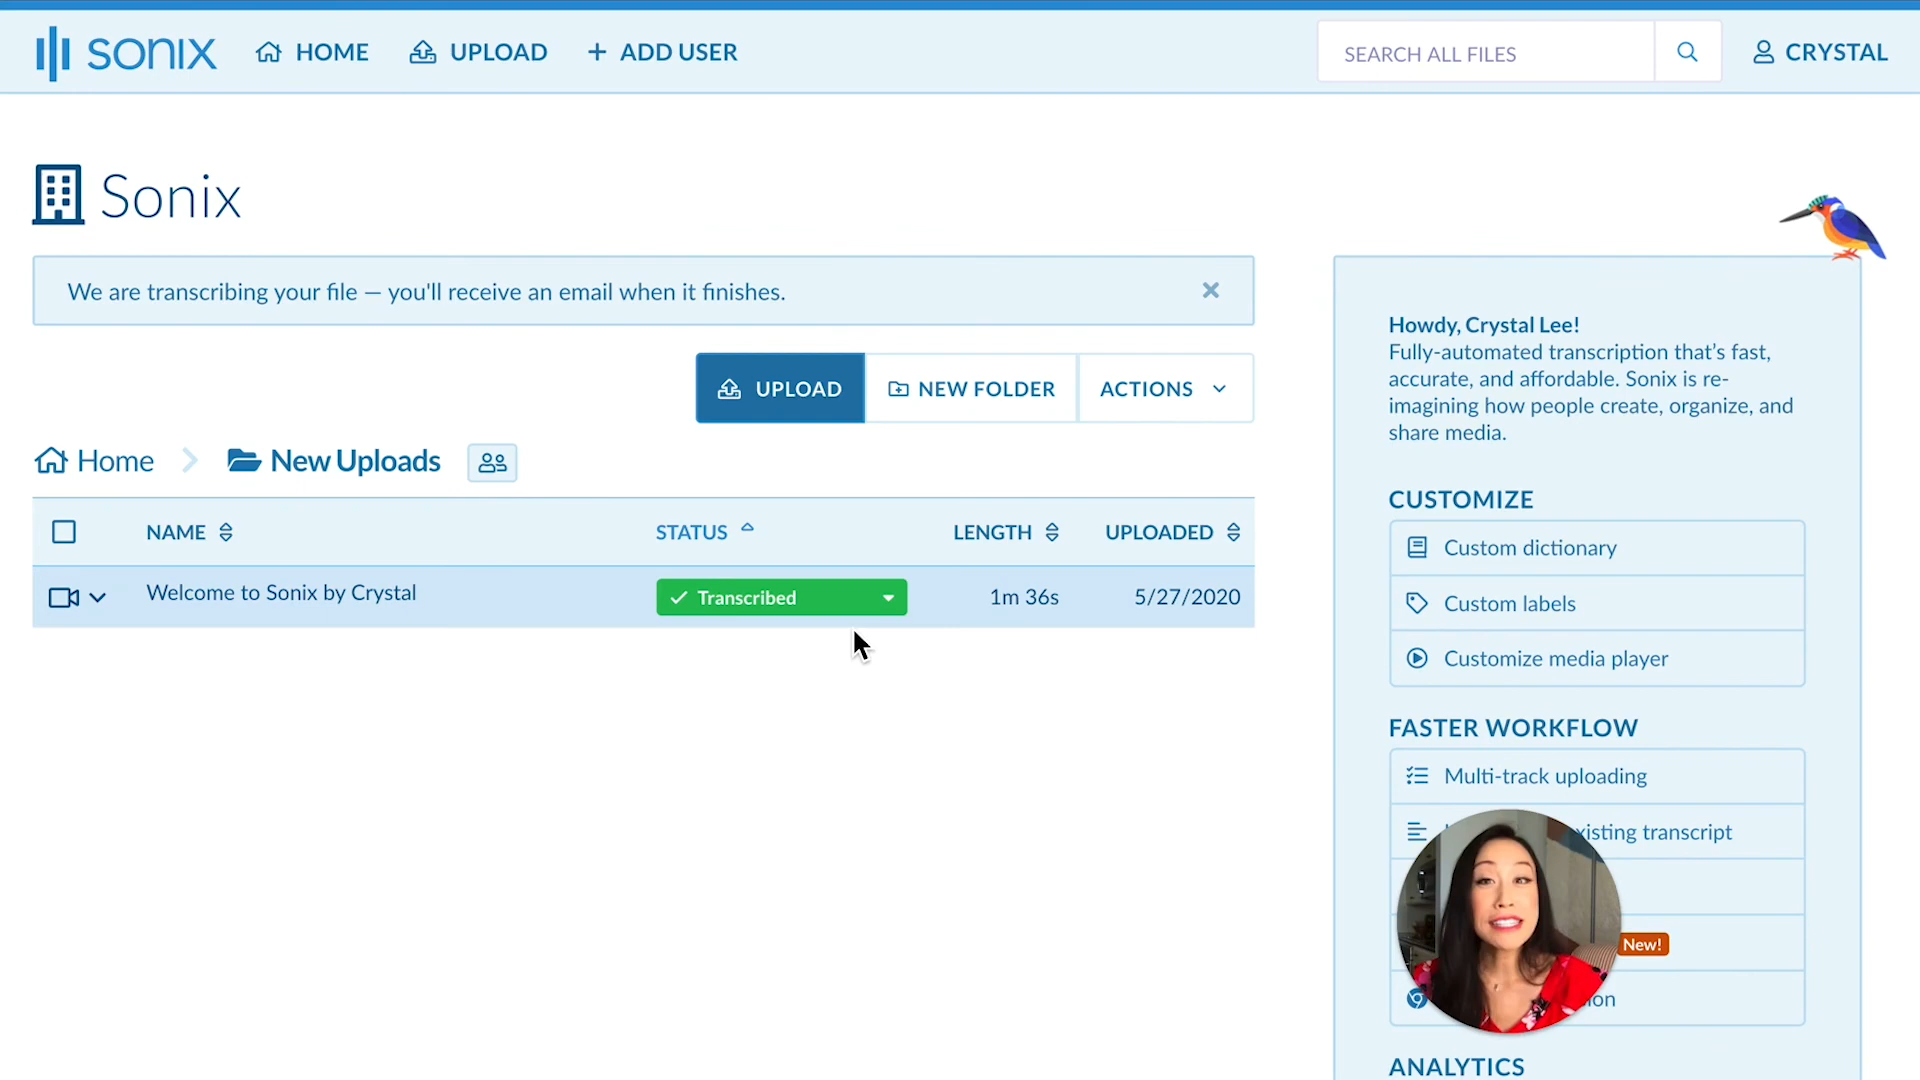 sonix
HOME
UPLOAD
ADD USER
SEARCH ALL FILES
CRYSTAL
Sonix
We are transcribing your file — you'll receive an email when it finishes.
UPLOAD
NEW FOLDER
ACTIONS
Home
New Uploads
NAME
STATUS
LENGTH
UPLOADED
Welcome to Sonix by Crystal
Transcribed
1m 36s
5/27/2020
Howdy, Crystal Lee!
Fully-automated transcription that's fast,
accurate, and affordable. Sonix is re-
imagining how people create, organize, and
share media.
CUSTOMIZE
Custom dictionary
Custom labels
Customize media player
FASTER WORKFLOW
Multi-track uploading
transcript
New!
ANALYTICS